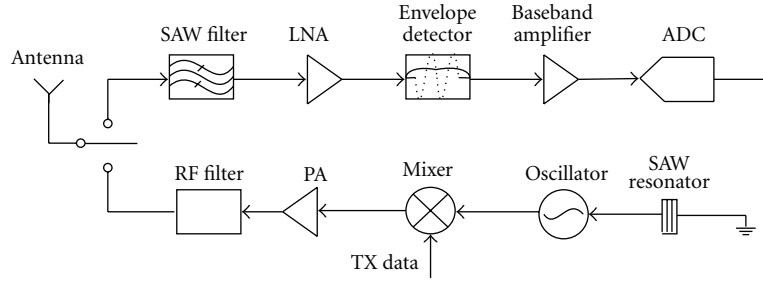 Antenna
SAW filter
LNA
Envelope
detector
Baseband
amplifier
ADC
RF filter
PA
Mixer
Oscillator
SAW
resonator
TX data